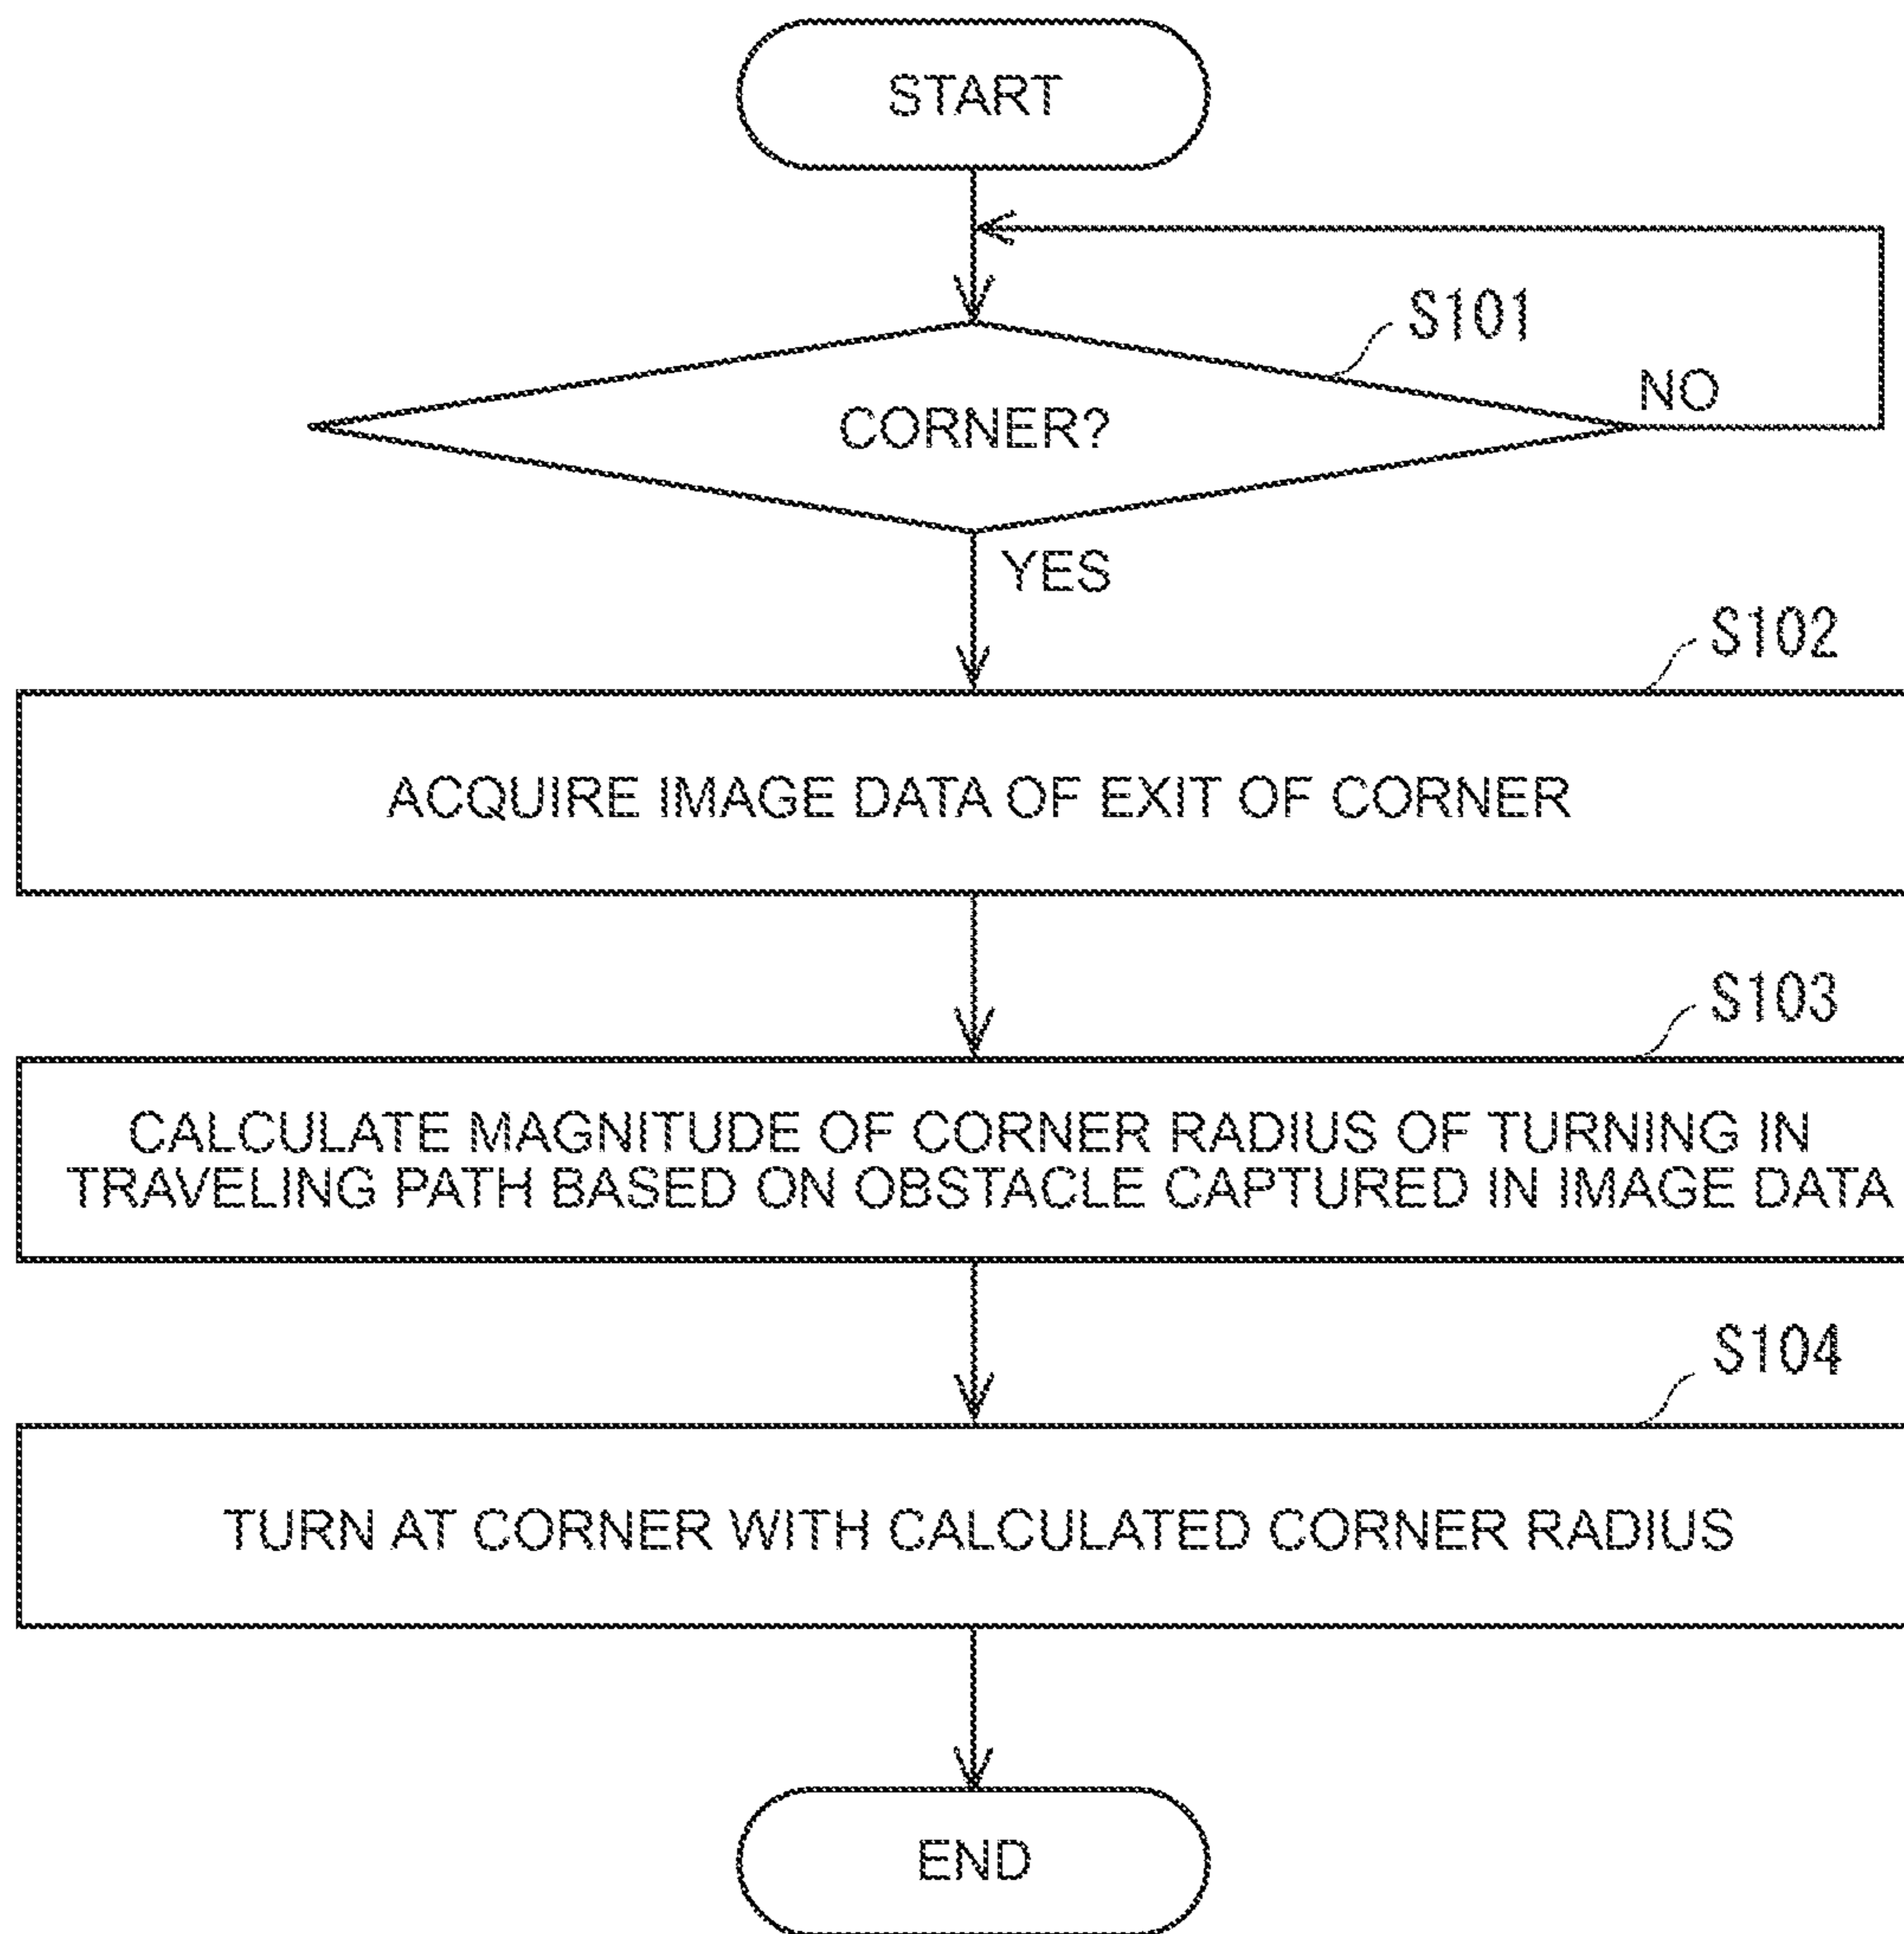 START
S101
NO
CORNER?
YES
S102
ACQUIRE IMAGE DATA OF EXIT OF CORNER
S103
CALCULATE MAGNITUDE OF CORNER RADIUS OF TURNING IN
TRAVELING PATH BASED ON OBSTACLE CAPTURED IN IMAGE DATA
S104
TURN AT CORNER WITH CALCULATED CORNER RADIUS
END